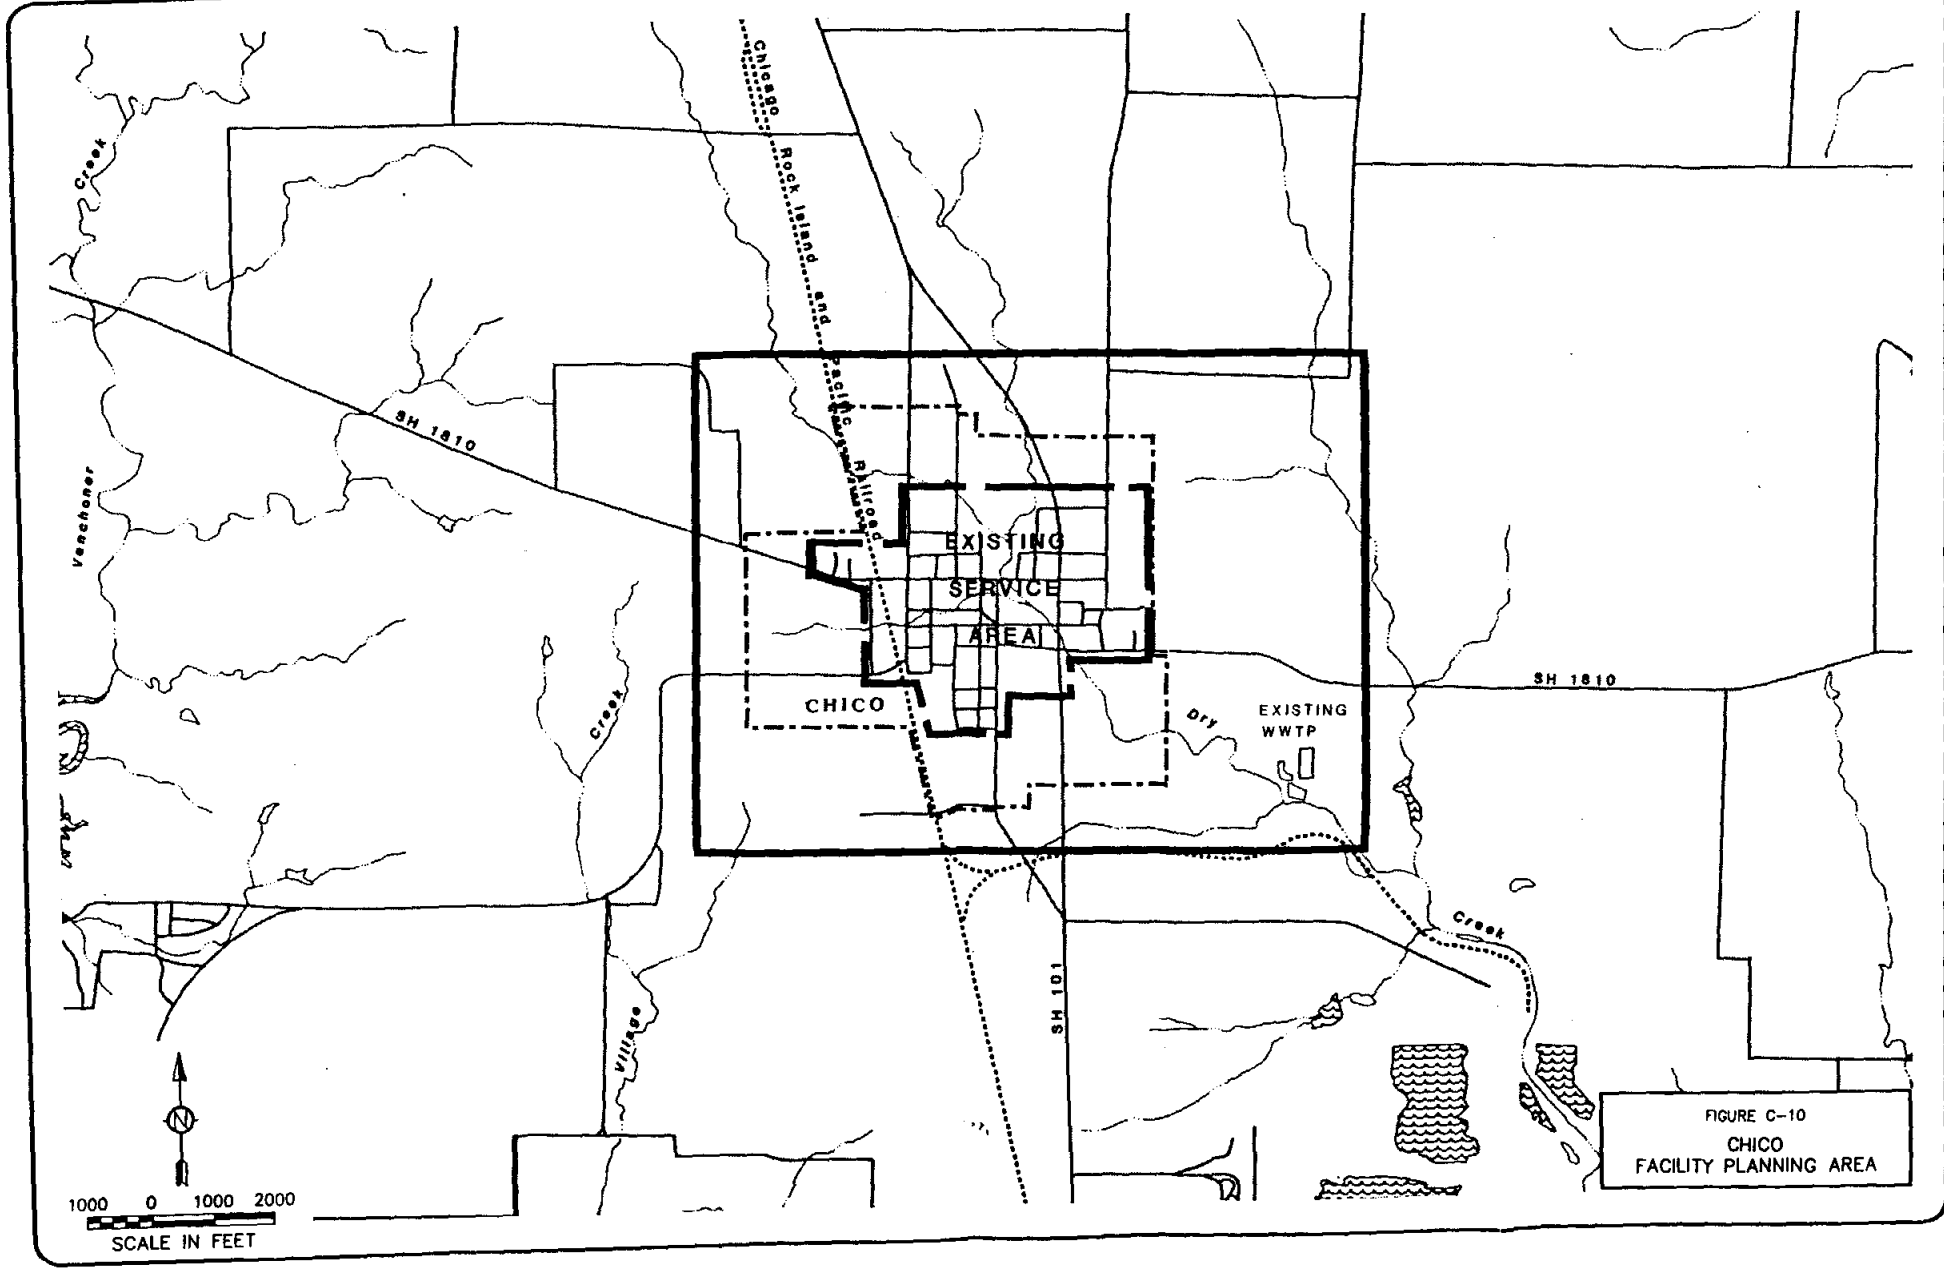 Chicago Rock Island and Pacific Railroad
Creek
SH 1810
Venchoner
EXISTING
SERVICE
AREA
CHICO
Creek
Dry
EXISTING
WWTP
SH 1810
Creek
SH 101
Village
N
1000 0 1000 2000
SCALE IN FEET
FIGURE C-10
CHICO
FACILITY PLANNING AREA